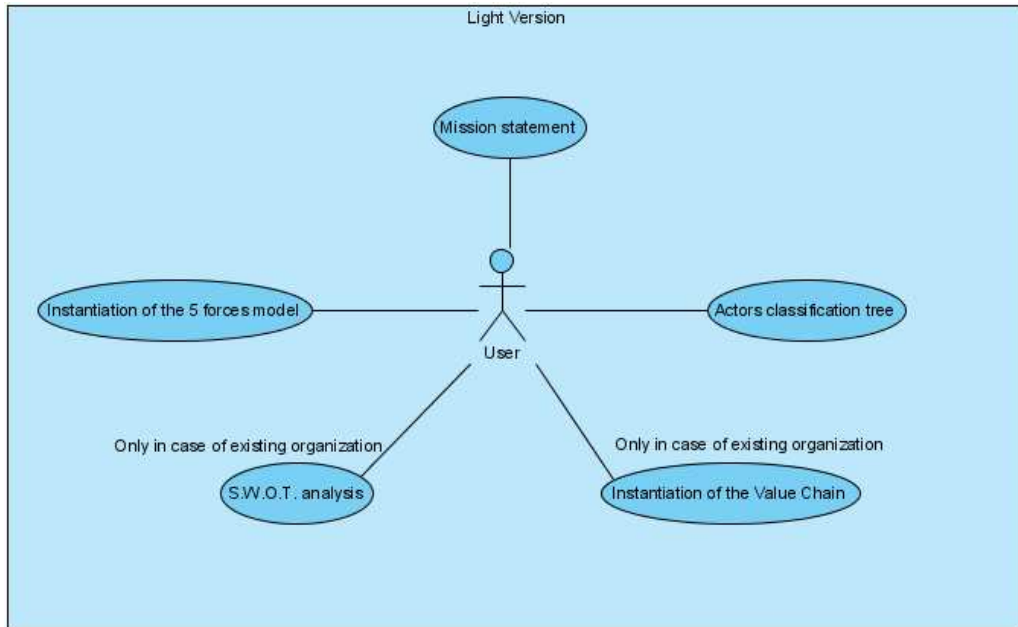 Light Version
Mission statement
Instantiation of the 5 forces model
Actors classification tree
User
Only in case of existing organization
Only in case of existing organization
S.W.O.T. analysis
Instantiation of the Value Chain